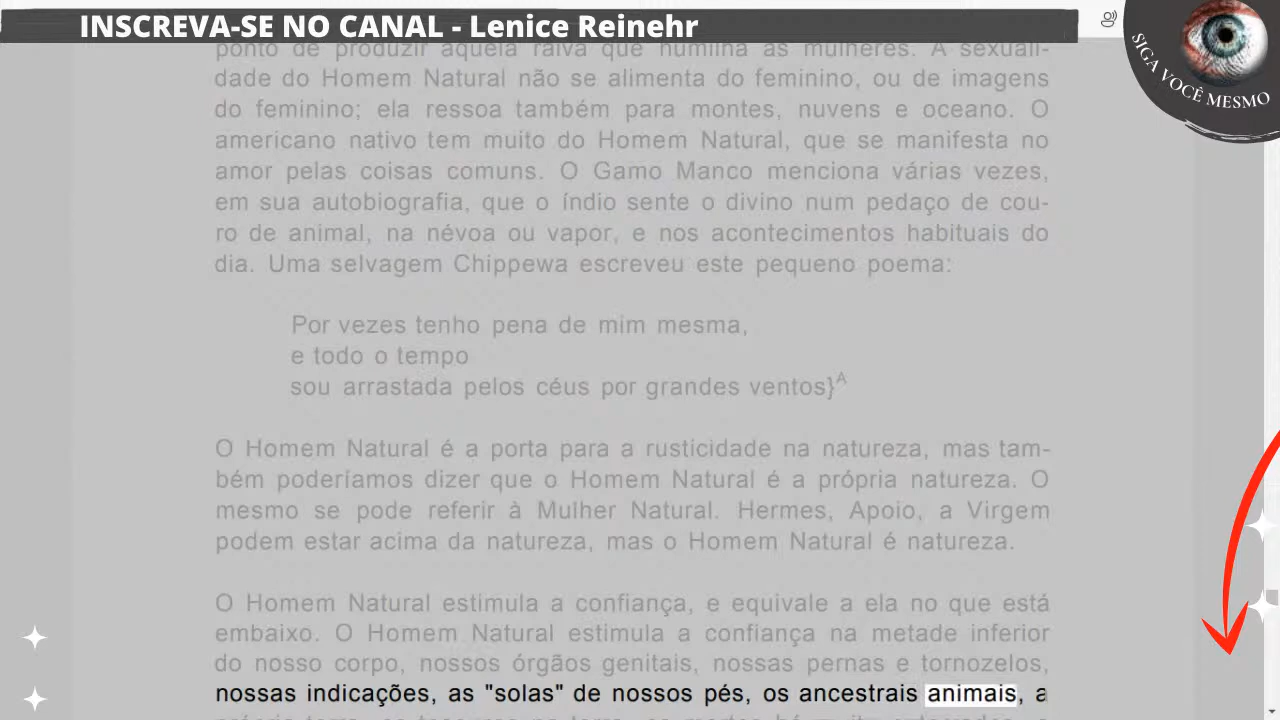 INSCREVA-SE NO CANAL - Lenice Reinehr
SIGA VOCÊ MESMO
ponto de produzir aquela raiva que humilha as mulheres. A sexuali-
dade do Homem Natural não se alimenta do feminino, ou de imagens
do feminino; ela ressoa também para montes, nuvens e oceano. O
americano nativo tem muito do Homem Natural, que se manifesta no
amor pelas coisas comuns. O Gamo Manco menciona várias vezes,
em sua autobiografia, que o índio sente o divino num pedaço de cou-
ro de animal, na névoa ou vapor, e nos acontecimentos habituais do
dia. Uma selvagem Chippewa escreveu este pequeno poema:
Por vezes tenho pena de mim mesma,
e todo o tempo
sou arrastada pelos céus por grandes ventos}A
O Homem Natural é a porta para a rusticidade na natureza, mas tam-
bém poderíamos dizer que o Homem Natural é a própria natureza. O
mesmo se pode referir à Mulher Natural. Hermes, Apoio, a Virgem
podem estar acima da natureza, mas o Homem Natural é natureza.
O Homem Natural estimula a confiança, e equivale a ela no que está
embaixo. O Homem Natural estimula a confiança na metade inferior
do nosso corpo, nossos órgãos genitais, nossas pernas e tornozelos,
nossas indicações, as "solas" de nossos pés, os ancestrais animais, a